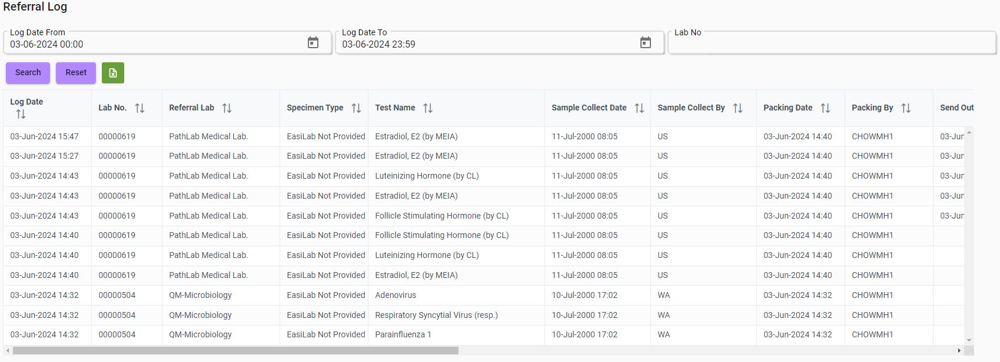 Referral Log
Log Date From
03-06-2024 00:00
Log Date To
03-06-2024 23:59
Lab No
Search Reset
Log Date Lab No. Referral Lab Specimen Type Test Name Sample Collect Date Sample Collect By Packing Date Packing By Send Out
03-Jun-2024 15:47 00000619 PathLab Medical Lab. EasiLab Not Provided Estradiol, E2 (by MEIA) 11-Jul-2000 08:05 US 03-Jun-2024 14:40 CHOWMH1 03-Jun
03-Jun-2024 15:27 00000619 PathLab Medical Lab. EasiLab Not Provided Estradiol, E2 (by MEIA) 11-Jul-2000 08:05 US 03-Jun-2024 14:40 CHOWMH1 03-Jun
03-Jun-2024 14:43 00000619 PathLab Medical Lab. EasiLab Not Provided Luteinizing Hormone (by CL) 11-Jul-2000 08:05 US 03-Jun-2024 14:40 CHOWMH1 03-Jun
03-Jun-2024 14:43 00000619 PathLab Medical Lab. EasiLab Not Provided Estradiol, E2 (by MEIA) 11-Jul-2000 08:05 US 03-Jun-2024 14:40 CHOWMH1 03-Jun
03-Jun-2024 14:43 00000619 PathLab Medical Lab. EasiLab Not Provided Follicle Stimulating Hormone (by CL) 11-Jul-2000 08:05 US 03-Jun-2024 14:40 CHOWMH1 03-Jun
03-Jun-2024 14:40 00000619 PathLab Medical Lab. EasiLab Not Provided Follicle Stimulating Hormone (by CL) 11-Jul-2000 08:05 US 03-Jun-2024 14:40 CHOWMH1
03-Jun-2024 14:40 00000619 PathLab Medical Lab. EasiLab Not Provided Luteinizing Hormone (by CL) 11-Jul-2000 08:05 US 03-Jun-2024 14:40 CHOWMH1
03-Jun-2024 14:40 00000619 PathLab Medical Lab. EasiLab Not Provided Estradiol, E2 (by MEIA) 11-Jul-2000 08:05 US 03-Jun-2024 14:40 CHOWMH1
03-Jun-2024 14:32 00000504 QM-Microbiology EasiLab Not Provided Adenovirus 10-Jul-2000 17:02 WA 03-Jun-2024 14:32 CHOWMH1
03-Jun-2024 14:32 00000504 QM-Microbiology EasiLab Not Provided Respiratory Syncytial Virus (resp.) 10-Jul-2000 17:02 WA 03-Jun-2024 14:32 CHOWMH1
03-Jun-2024 14:32 00000504 QM-Microbiology EasiLab Not Provided Parainfluenza 1 10-Jul-2000 17:02 WA 03-Jun-2024 14:32 CHOWMH1